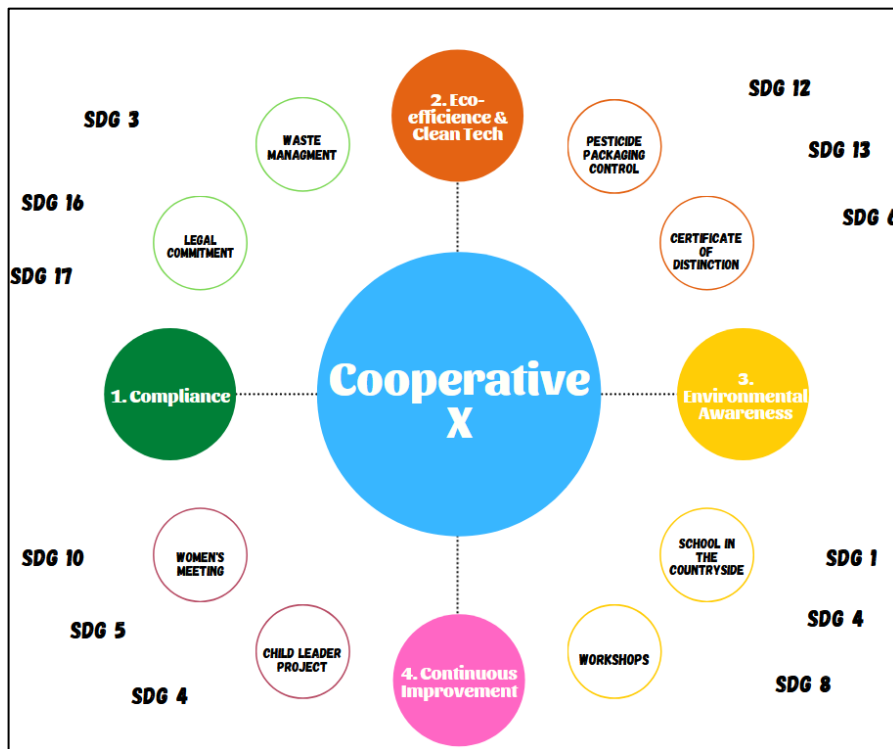 SDG 3
WASTE
MANAGMENT
2. Eco-
efficience &
Clean Tech
PESTICIDE
PACKAGING
CONTROL
SDG 12
SDG 13
SDG 16
LEGAL
COMMITMENT
CERTIFICATE
OF
DISTINCTION
SDG 6
SDG 17
1. Compliance
Cooperative
X
3.
Environmental
Awareness
SDG 10
WOMEN'S
MEETING
SCHOOL IN
THE
COUNTRYSIDE
SDG 1
SDG 5
CHILD LEADER
PROJECT
4. Continuous
Improvement
WORKSHOPS
SDG 4
SDG 4
SDG 8